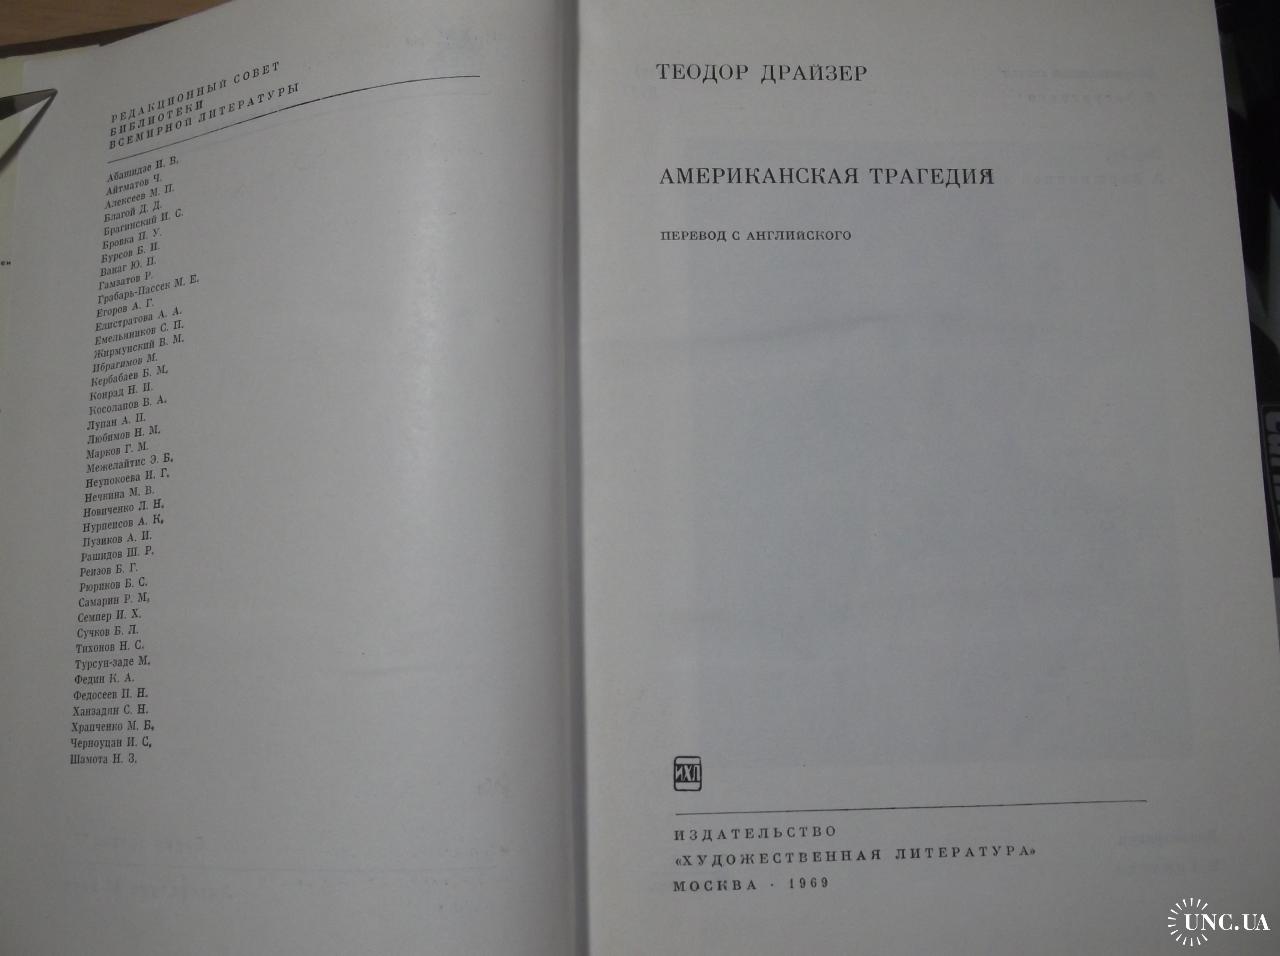 РЕДАКЦИОННЫЙ СОВЕТ
БИБЛИОТЕКИ
ВСЕМИРНОЙ ЛИТЕРАТУРЫ
Абашидзе И. В.
Айтматов Ч.
Алексеев М. П.
Благой Д. Д.
Брагинский И. С.
Бровка П. У.
Бурсов Б. И.
Ванаг Ю. П.
Гамзатов Р.
Грабарь-Пассек М. Е.
Егоров А. Г.
Елистратова А. А.
Емельянников С. П.
Жирмунский В. М.
Ибрагимов М.
Кербабаев Б. М.
Конрад Н. И.
Косолапов В. А.
Лупан А. П.
Любимов Н. М.
Марков Г. М.
Межелайтис Э. Б.
Неупокоева И. Г.
Нечкина М. В.
Новиченко Л. Н.
Нурпеисов А. К.
Пузиков А. И.
Рашидов Ш. Р.
Реизов Б. Г.
Рюриков Б. С.
Самарин Р. М.
Семпер И. Х.
Сучков Б. Л.
Тихонов Н. С.
Турсун-заде М.
Федин К. А.
Федосеев П. Н.
Ханзадян С. Н.
Храпченко М. Б.
Черноуцан И. С.
Шамота Н. З.
ТЕОДОР ДРАЙЗЕР
АМЕРИКАНСКАЯ ТРАГЕДИЯ
ПЕРЕВОД С АНГЛИЙСКОГО
ИХЛ
ИЗДАТЕЛЬСТВО
«ХУДОЖЕСТВЕННАЯ ЛИТЕРАТУРА»
МОСКВА · 1969
UNC.UA